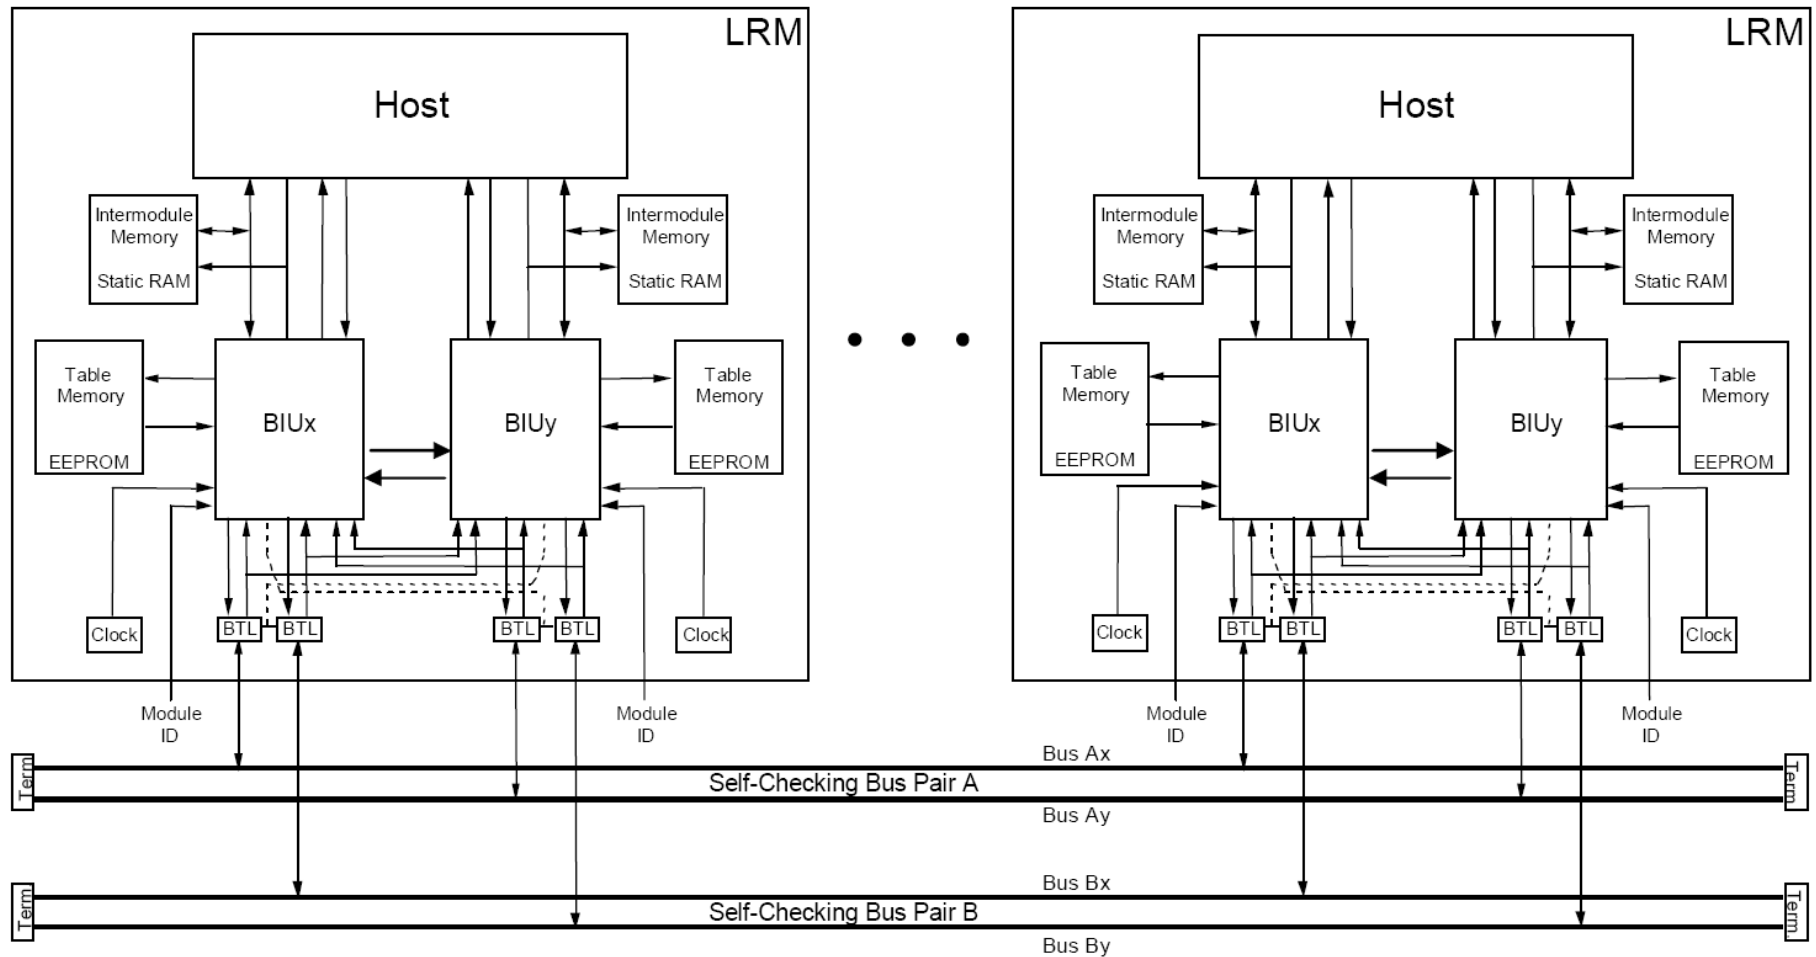 LRM
LRM
Host
Host
Intermodule
Memory
Static RAM
Intermodule
Memory
Static RAM
Intermodule
Memory
Static RAM
Intermodule
Memory
Static RAM
Table
Memory
EEPROM
BIUx
BIUy
Table
Memory
EEPROM
Table
Memory
EEPROM
BIUx
BIUy
Table
Memory
EEPROM
Clock
BTL
BTL
BTL
BTL
Clock
Clock
BTL
BTL
BTL
BTL
Clock
Module
ID
Module
ID
Module
ID
Module
ID
Bus Ax
Term
Self-Checking Bus Pair A
Term
Bus Ay
Bus Bx
Term
Self-Checking Bus Pair B
Term.
Bus By